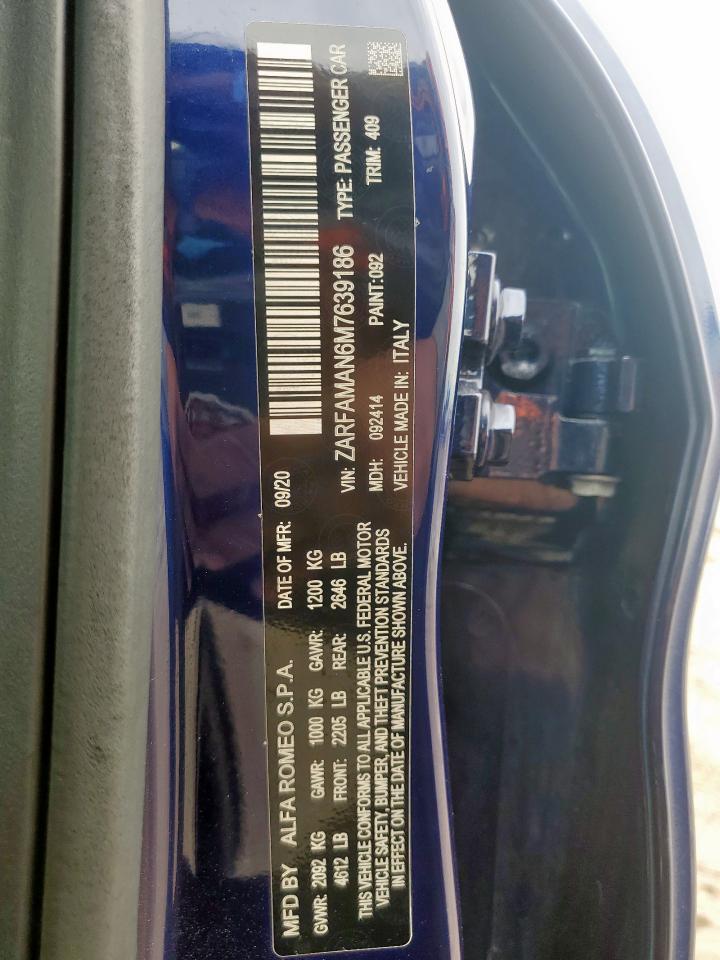 MFD BY ALFA ROMEO S.P.A. DATE OF MFR: 09/20
GVWR: 2092 KG GAWR: 1000 KG GAWR: 1200 KG
4612 LB FRONT: 2205 LB REAR: 2646 LB
THIS VEHICLE CONFORMS TO ALL APPLICABLE U.S. FEDERAL MOTOR
VEHICLE SAFETY, BUMPER, AND THEFT PREVENTION STANDARDS
IN EFFECT ON THE DATE OF MANUFACTURE SHOWN ABOVE.
VIN: ZARFAMAN6M7639186 TYPE: PASSENGER CAR
MDH: 092414 PAINT:092 TRIM: 409
VEHICLE MADE IN: ITALY